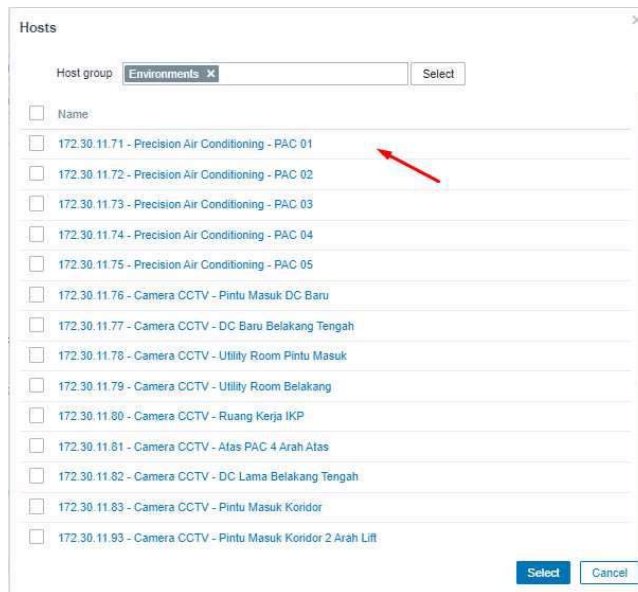 Hosts
Host group Environments × Select
Name
172.30.11.71 - Precision Air Conditioning - PAC 01
172.30.11.72 - Precision Air Conditioning - PAC 02
172.30.11.73 - Precision Air Conditioning - PAC 03
172.30.11.74 - Precision Air Conditioning - PAC 04
172.30.11.75 - Precision Air Conditioning - PAC 05
172.30.11.76 - Camera CCTV - Pintu Masuk DC Baru
172.30.11.77 - Camera CCTV - DC Baru Belakang Tengah
172.30.11.78 - Camera CCTV - Utility Room Pintu Masuk
172.30.11.79 - Camera CCTV - Utility Room Belakang
172.30.11.80 - Camera CCTV - Ruang Kerja IKP
172.30.11.81 - Camera CCTV - Atas PAC 4 Arah Atas
172.30.11.82 - Camera CCTV - DC Lama Belakang Tengah
172.30.11.83 - Camera CCTV - Pintu Masuk Koridor
172.30.11.93 - Camera CCTV - Pintu Masuk Koridor 2 Arah Lift
Select Cancel